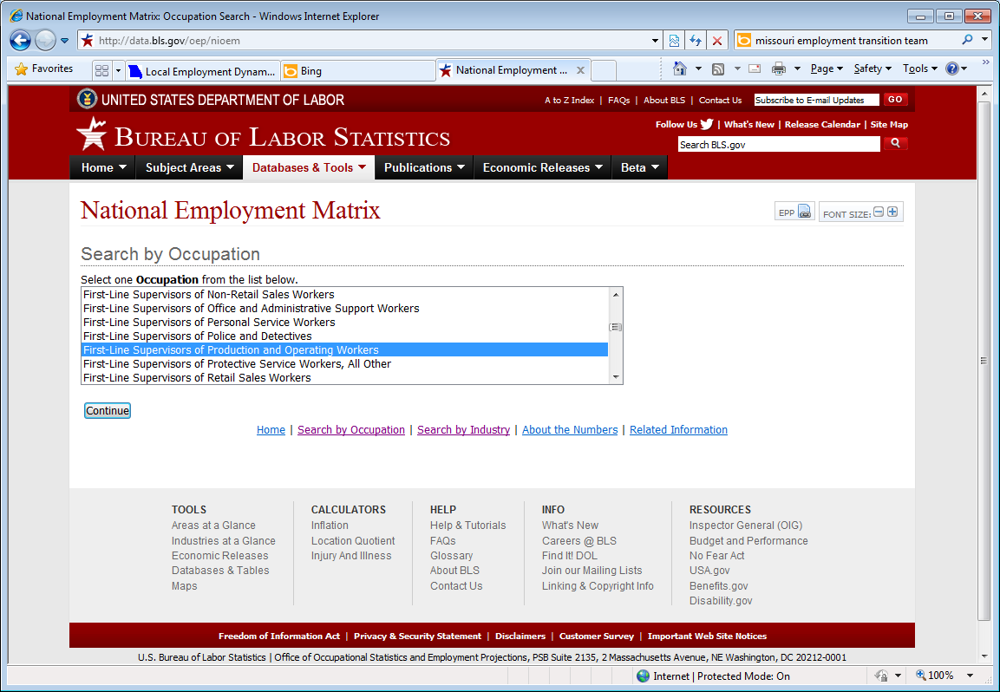 National Employment Matrix: Occupation Search - Windows Internet Explorer
http://data.bls.gov/oep/nioem
missouri employment transition team
Favorites
Local Employment Dynam...
Bing
National Employment ...
Page
Safety
Tools
UNITED STATES DEPARTMENT OF LABOR
A to Z Index | FAQs | About BLS | Contact Us
Subscribe to E-mail Updates
GO
BUREAU OF LABOR STATISTICS
Follow Us | What's New | Release Calendar | Site Map
Search BLS.gov
Home
Subject Areas
Databases & Tools
Publications
Economic Releases
Beta
National Employment Matrix
EPP
FONT SIZE:
Search by Occupation
Select one Occupation from the list below.
First-Line Supervisors of Non-Retail Sales Workers
First-Line Supervisors of Office and Administrative Support Workers
First-Line Supervisors of Personal Service Workers
First-Line Supervisors of Police and Detectives
First-Line Supervisors of Production and Operating Workers
First-Line Supervisors of Protective Service Workers, All Other
First-Line Supervisors of Retail Sales Workers
Continue
Home | Search by Occupation | Search by Industry | About the Numbers | Related Information
TOOLS
Areas at a Glance
Industries at a Glance
Economic Releases
Databases & Tables
Maps
CALCULATORS
Inflation
Location Quotient
Injury And Illness
HELP
Help & Tutorials
FAQs
Glossary
About BLS
Contact Us
INFO
What's New
Careers @ BLS
Find It! DOL
Join our Mailing Lists
Linking & Copyright Info
RESOURCES
Inspector General (OIG)
Budget and Performance
No Fear Act
USA.gov
Benefits.gov
Disability.gov
Freedom of Information Act | Privacy & Security Statement | Disclaimers | Customer Survey | Important Web Site Notices
U.S. Bureau of Labor Statistics | Office of Occupational Statistics and Employment Projections, PSB Suite 2135, 2 Massachusetts Avenue, NE Washington, DC 20212-0001
Internet | Protected Mode: On
100%